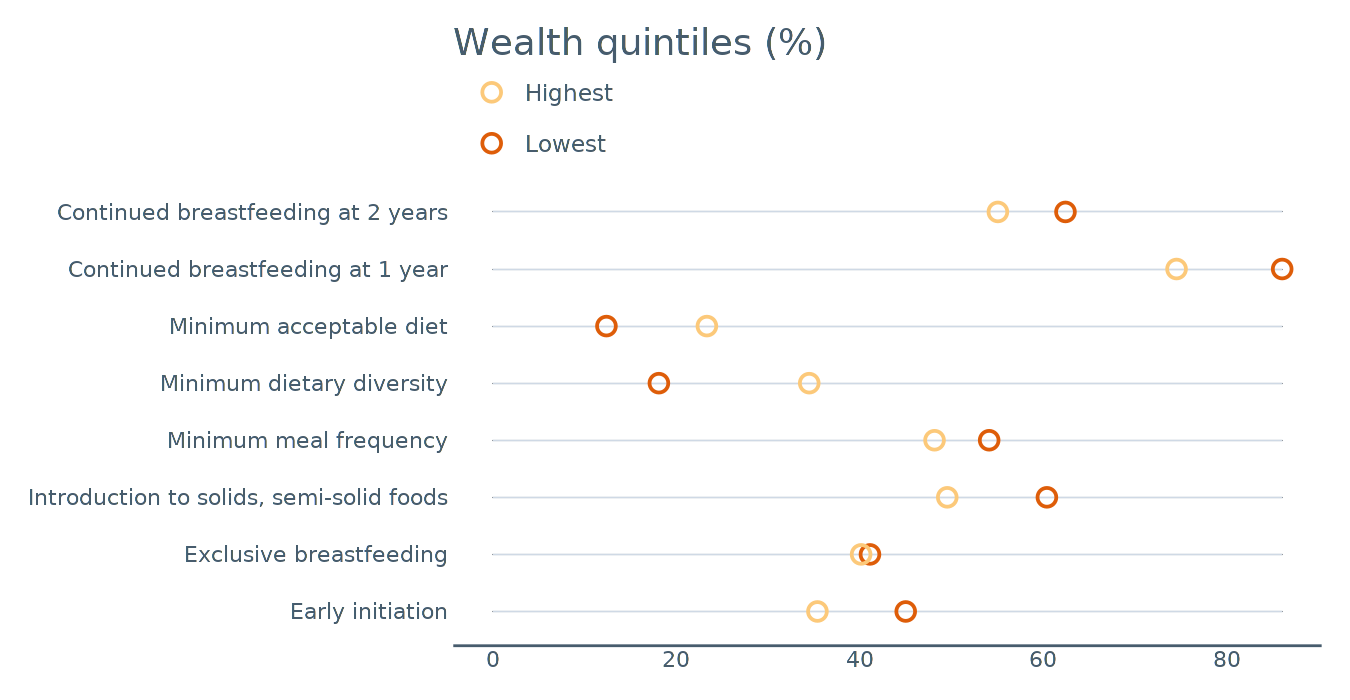 Wealth quintiles (%)
Highest
Lowest
Continued breastfeeding at 2 years
Continued breastfeeding at 1 year
Minimum acceptable diet
Minimum dietary diversity
Minimum meal frequency
Introduction to solids, semi-solid foods
Exclusive breastfeeding
Early initiation
0 20 40 60 80